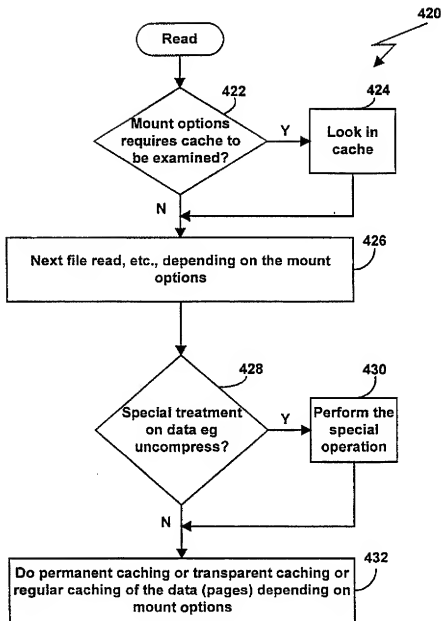 420
Read
422
424
Mount options
requires cache to
be examined?
Y
Look in
cache
N
426
Next file read, etc., depending on the mount
options
428
430
Special treatment
on data eg
uncompress?
Y
Perform the
special
operation
N
432
Do permanent caching or transparent caching or
regular caching of the data (pages) depending on
mount options